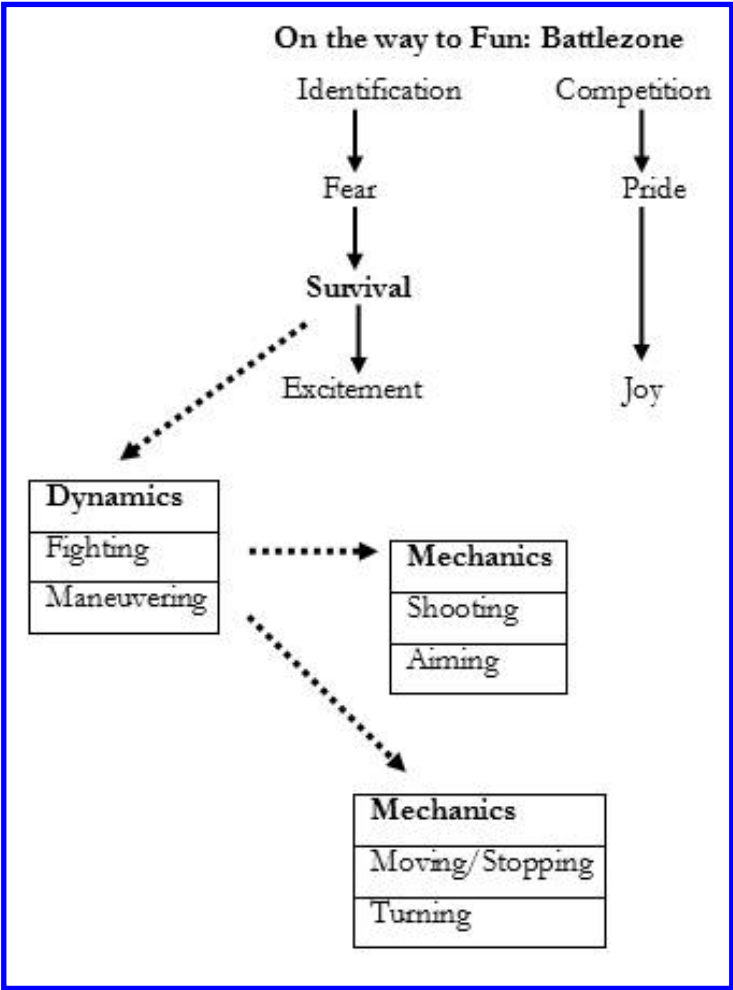 On the way to Fun: Battlezone
Identification Competition
Fear Pride
Survival
Excitement Joy
Dynamics
Fighting
Maneuvering
Mechanics
Shooting
Aiming
Mechanics
Moving/Stopping
Turning